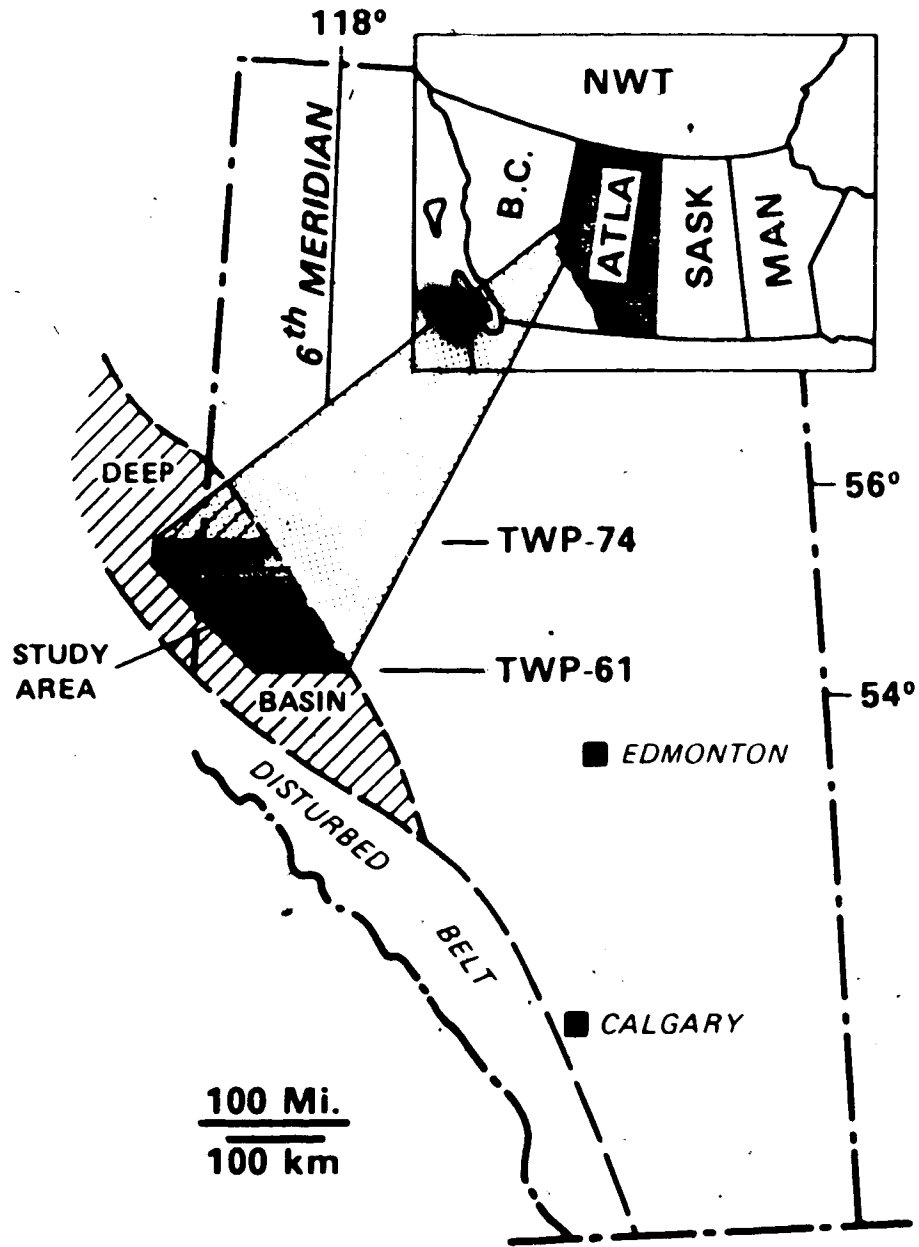 118°
NWT
6th MERIDIAN
B.C.
ATLA
SASK
MAN
DEEP
56°
TWP-74
STUDY
AREA
TWP-61
BASIN
54°
EDMONTON
DISTURBED
BELT
CALGARY
100 Mi.
100 km